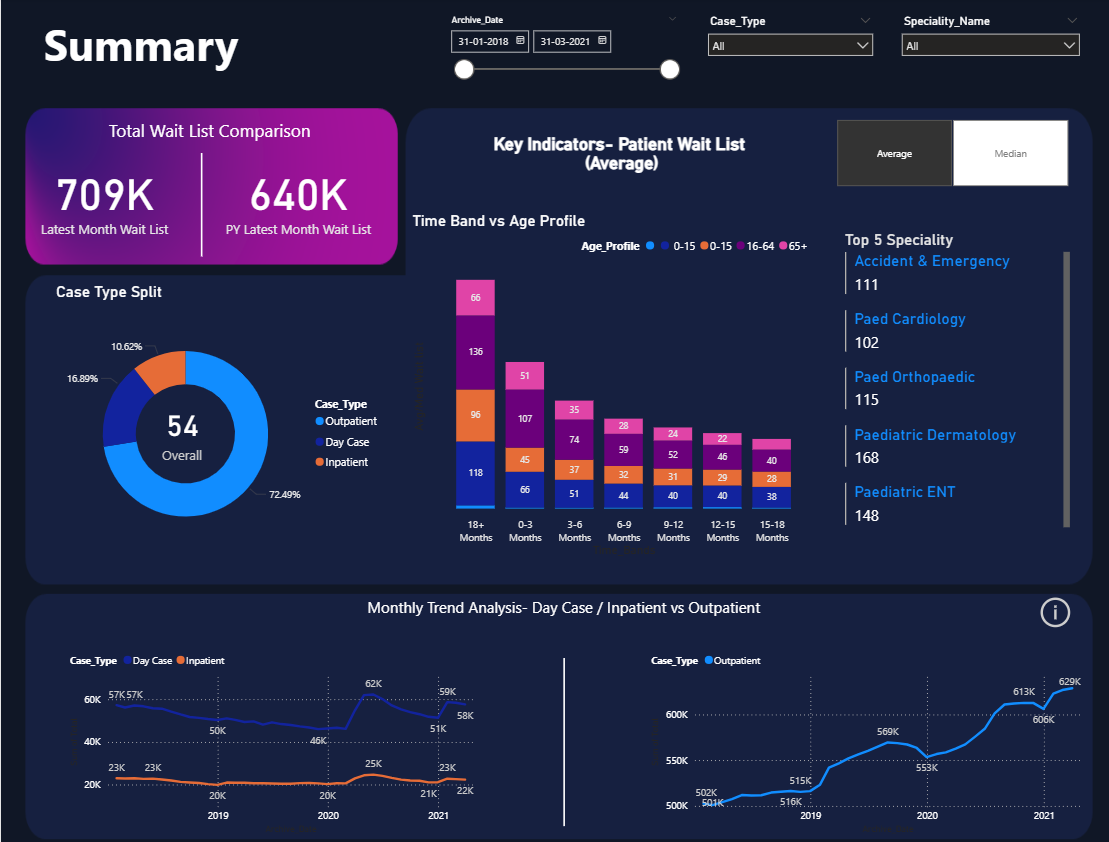 Summary
Archive_Date
31-01-2018 31-03-2021
Case_Type
All
Speciality_Name
All
Total Wait List Comparison
709K
Latest Month Wait List
640K
PY Latest Month Wait List
Key Indicators- Patient Wait List
(Average)
Average
Median
Case Type Split
10.62%
16.89%
72.49%
54
Overall
Case_Type
Outpatient
Day Case
Inpatient
Time Band vs Age Profile
Age_Profile 0-15 0-15 16-64 65+
66
136
96
118
51
107
45
66
35
74
37
51
28
59
32
44
24
52
31
40
22
46
29
40
40
28
38
18+ 0-3 3-6 6-9 9-12 12-15 15-18
Months Months Months Months Months Months Months
Top 5 Speciality
Accident & Emergency
111
Paed Cardiology
102
Paed Orthopaedic
115
Paediatric Dermatology
168
Paediatric ENT
148
Monthly Trend Analysis- Day Case / Inpatient vs Outpatient
i
Case_Type Day Case Inpatient
60K
40K
20K
57K 57K
50K
46K
62K
51K
59K
58K
23K
23K
20K
20K
25K
21K
23K
22K
2019 2020 2021
Case_Type Outpatient
600K
550K
500K
502K
501K
515K
516K
569K
553K
613K
606K
629K
2019 2020 2021